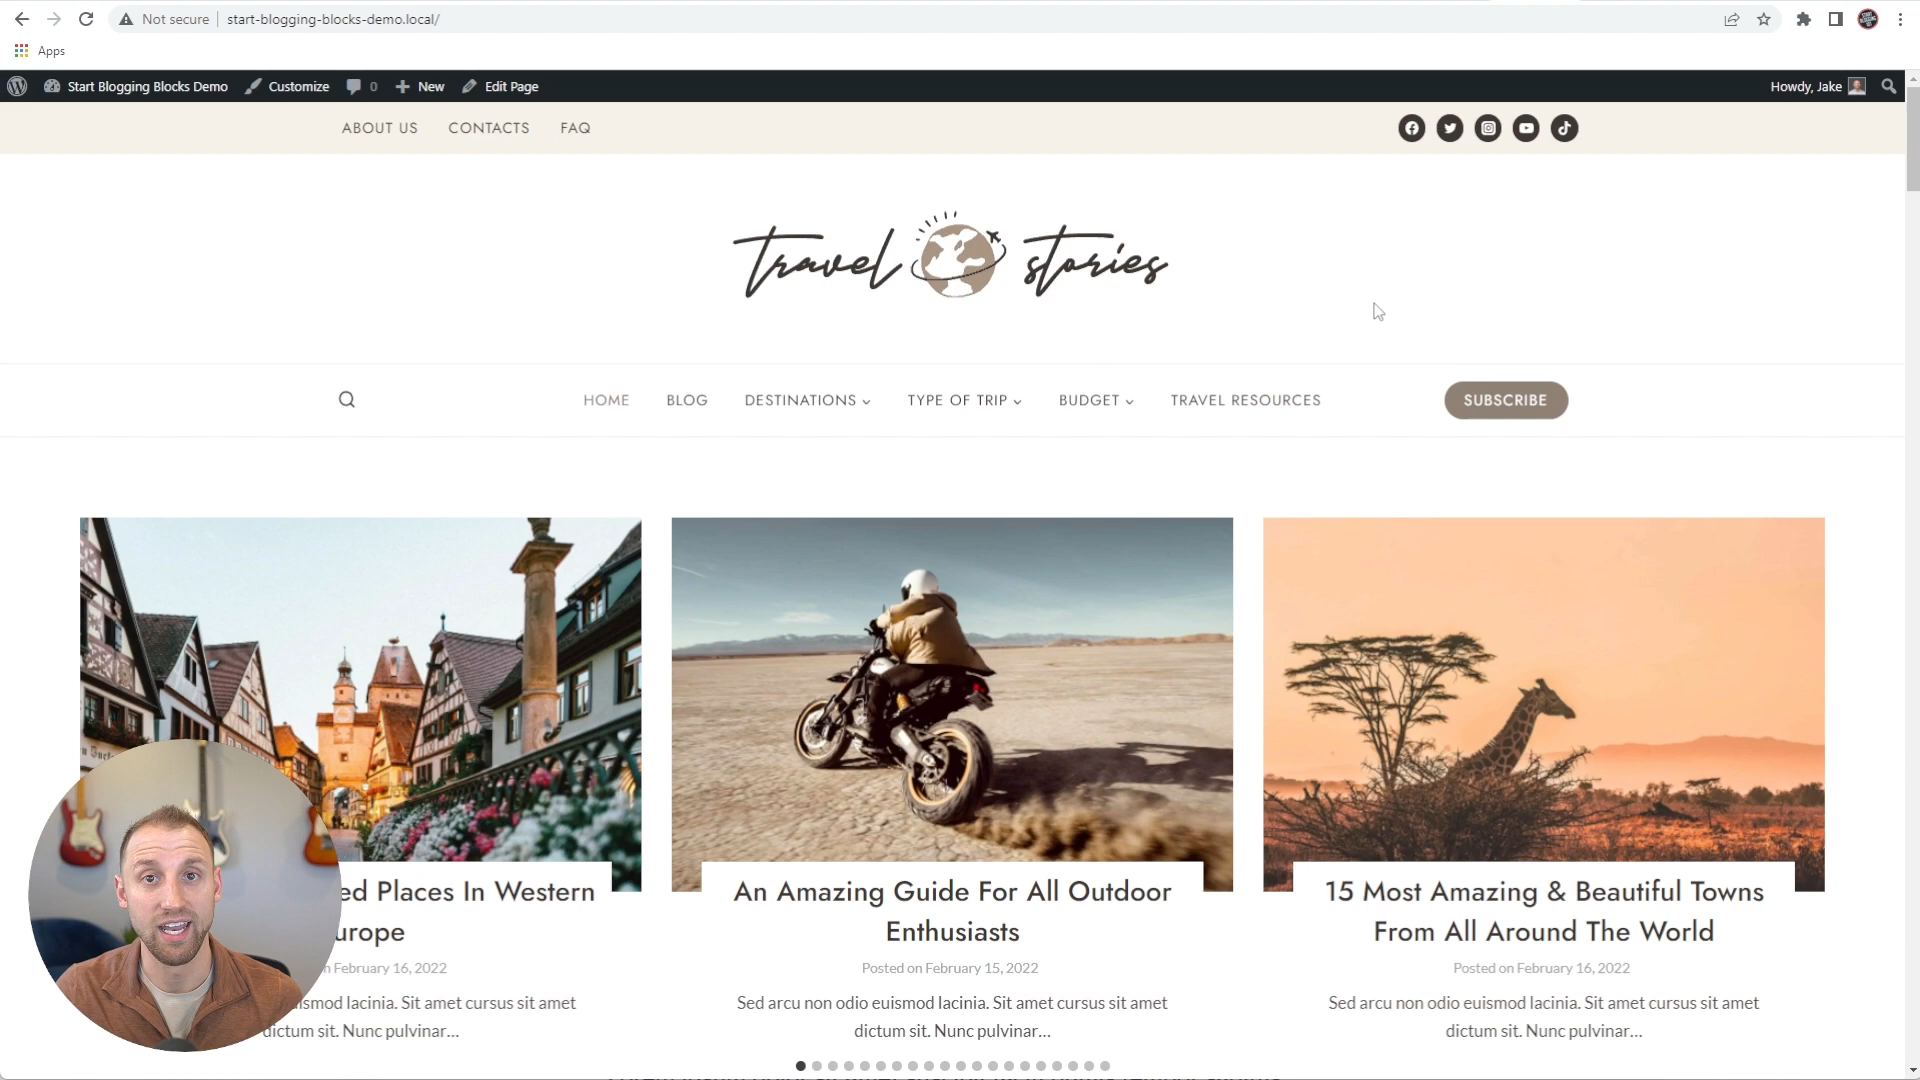 Not secure start-blogging-blocks-demo.local/
Apps
Start Blogging Blocks Demo Customize 0 New Edit Page Howdy, Jake
ABOUT US CONTACTS FAQ
travel stories
HOME BLOG DESTINATIONS TYPE OF TRIP BUDGET TRAVEL RESOURCES SUBSCRIBE
Places In Western
An Amazing Guide For All Outdoor
Enthusiasts
Posted on February 15, 2022
Sed arcu non odio euismod lacinia. Sit amet cursus sit amet
dictum sit. Nunc pulvinar...
15 Most Amazing & Beautiful Towns
From All Around The World
Posted on February 16, 2022
Sed arcu non odio euismod lacinia. Sit amet cursus sit amet
dictum sit. Nunc pulvinar...
February 16, 2022
lacinia. Sit amet cursus sit amet
dictum sit. Nunc pulvinar...